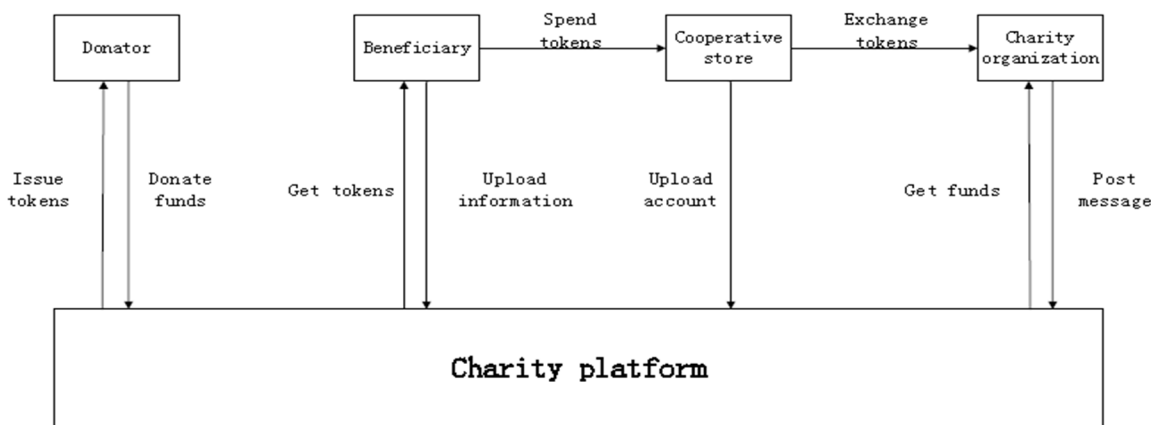 Donator
Beneficiary
Spend
tokens
Cooperative
store
Exchange
tokens
Charity
organization
Issue
tokens
Donate
funds
Get tokens
Upload
information
Upload
account
Get funds
Post
message
Charity platform